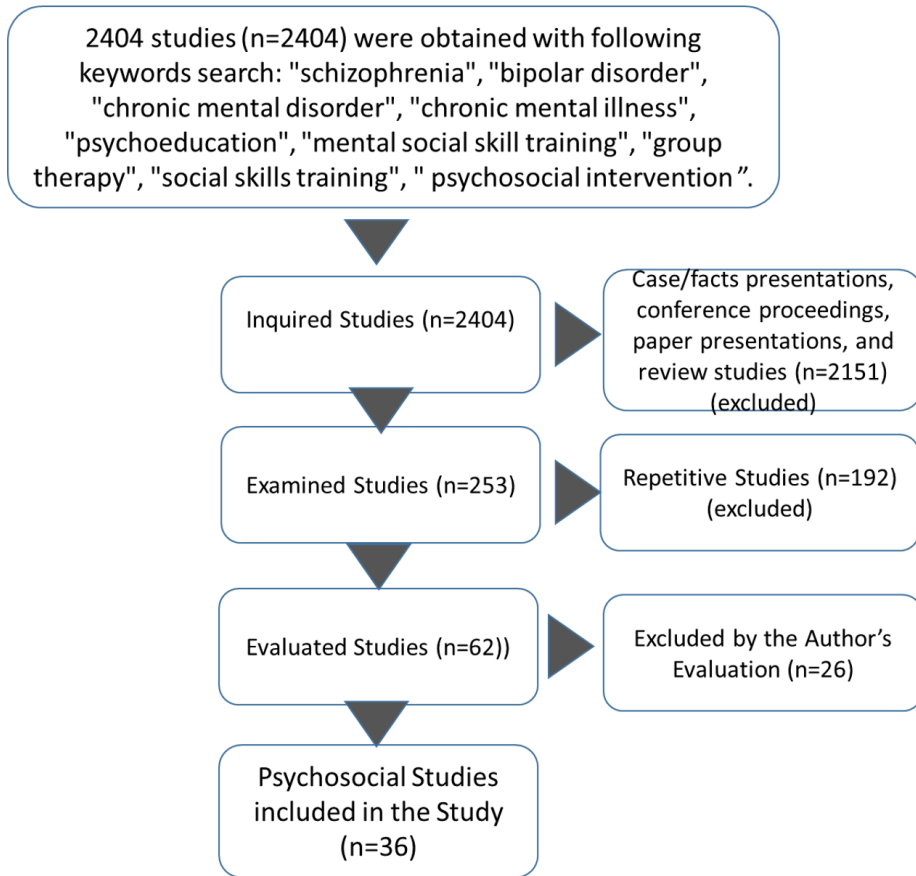 2404 studies (n=2404) were obtained with following
keywords search: "schizophrenia", "bipolar disorder",
"chronic mental disorder", "chronic mental illness",
"psychoeducation", "mental social skill training", "group
therapy", "social skills training", " psychosocial intervention”.
Inquired Studies (n=2404)
Case/facts presentations,
conference proceedings,
paper presentations, and
review studies (n=2151)
(excluded)
Examined Studies (n=253)
Repetitive Studies (n=192)
(excluded)
Evaluated Studies (n=62))
Excluded by the Author’s
Evaluation (n=26)
Psychosocial Studies
included in the Study
(n=36)